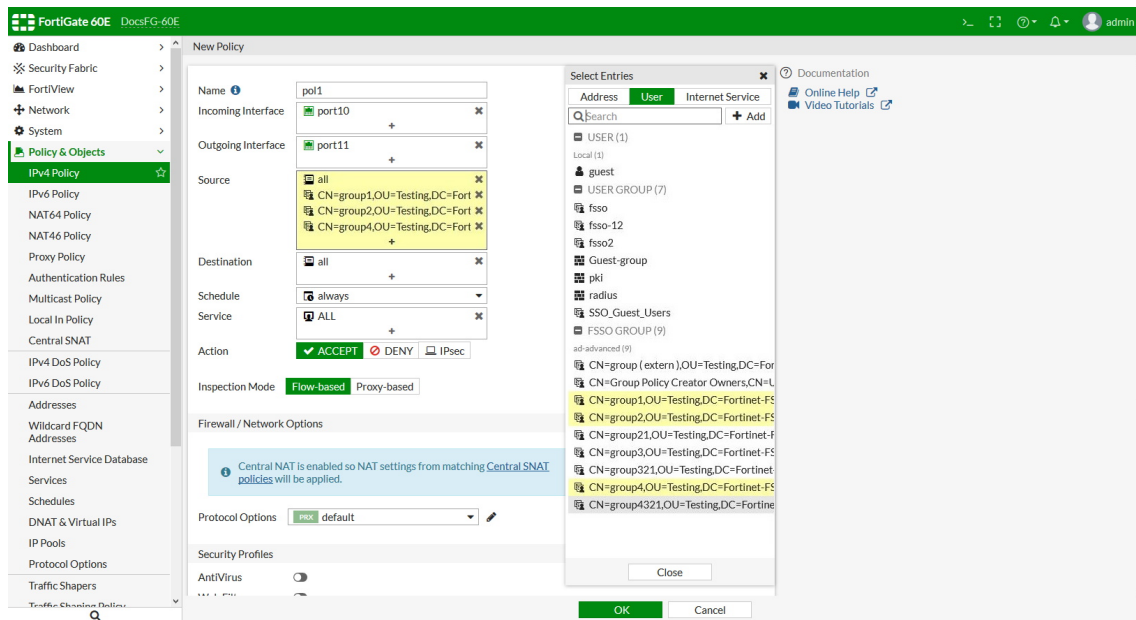 FortiGate 60E DocsFG-60E
>_
admin
Dashboard
Security Fabric
FortiView
Network
System
Policy & Objects
IPv4 Policy
IPv6 Policy
NAT64 Policy
NAT46 Policy
Proxy Policy
Authentication Rules
Multicast Policy
Local In Policy
Central SNAT
IPv4 DoS Policy
IPv6 DoS Policy
Addresses
Wildcard FQDN
Addresses
Internet Service Database
Services
Schedules
DNAT & Virtual IPs
IP Pools
Protocol Options
Traffic Shapers
Traffic Shaping Policy
New Policy
Name pol1
Incoming Interface port10
+
Outgoing Interface port11
+
Source all
CN=group1,OU=Testing,DC=Fort
CN=group2,OU=Testing,DC=Fort
CN=group4,OU=Testing,DC=Fort
+
Destination all
+
Schedule always
Service ALL
+
Action ACCEPT DENY IPsec
Inspection Mode Flow-based Proxy-based
Firewall / Network Options
Central NAT is enabled so NAT settings from matching Central SNAT
policies will be applied.
Protocol Options PRX default
Security Profiles
AntiVirus
Select Entries
Address User Internet Service
Search + Add
USER (1)
Local (1)
guest
USER GROUP (7)
fsso
fsso-12
fsso2
Guest-group
pki
radius
SSO_Guest_Users
FSSO GROUP (9)
ad-advanced (9)
CN=group (extern),OU=Testing,DC=For
CN=Group Policy Creator Owners,CN=U
CN=group1,OU=Testing,DC=Fortinet-FS
CN=group2,OU=Testing,DC=Fortinet-FS
CN=group21,OU=Testing,DC=Fortinet-F
CN=group3,OU=Testing,DC=Fortinet-FS
CN=group321,OU=Testing,DC=Fortinet-
CN=group4,OU=Testing,DC=Fortinet-FS
CN=group4321,OU=Testing,DC=Fortine
Close
OK Cancel
Documentation
Online Help
Video Tutorials